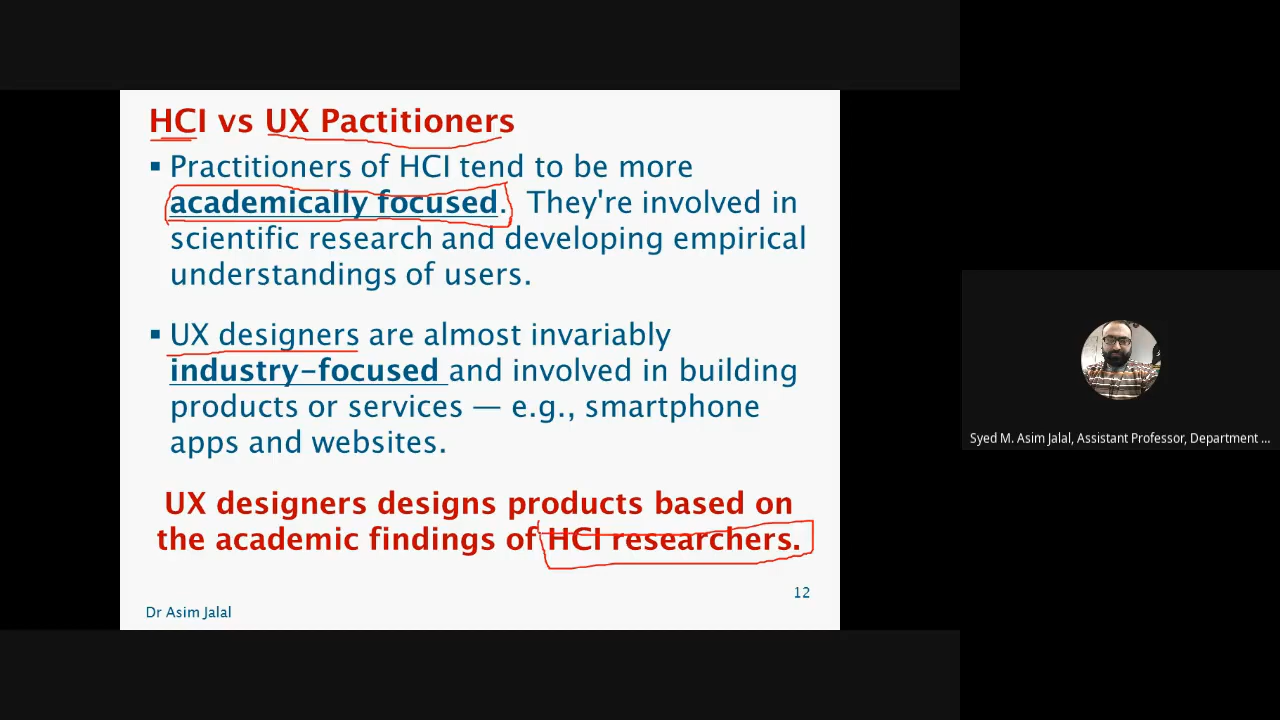 HCI vs UX Pactitioners
▪ Practitioners of HCI tend to be more
academically focused. They're involved in
scientific research and developing empirical
understandings of users.
▪ UX designers are almost invariably
industry-focused and involved in building
products or services — e.g., smartphone
apps and websites.
UX designers designs products based on
the academic findings of HCI researchers.
12
Dr Asim Jalal
Syed M. Asim Jalal, Assistant Professor, Department ...